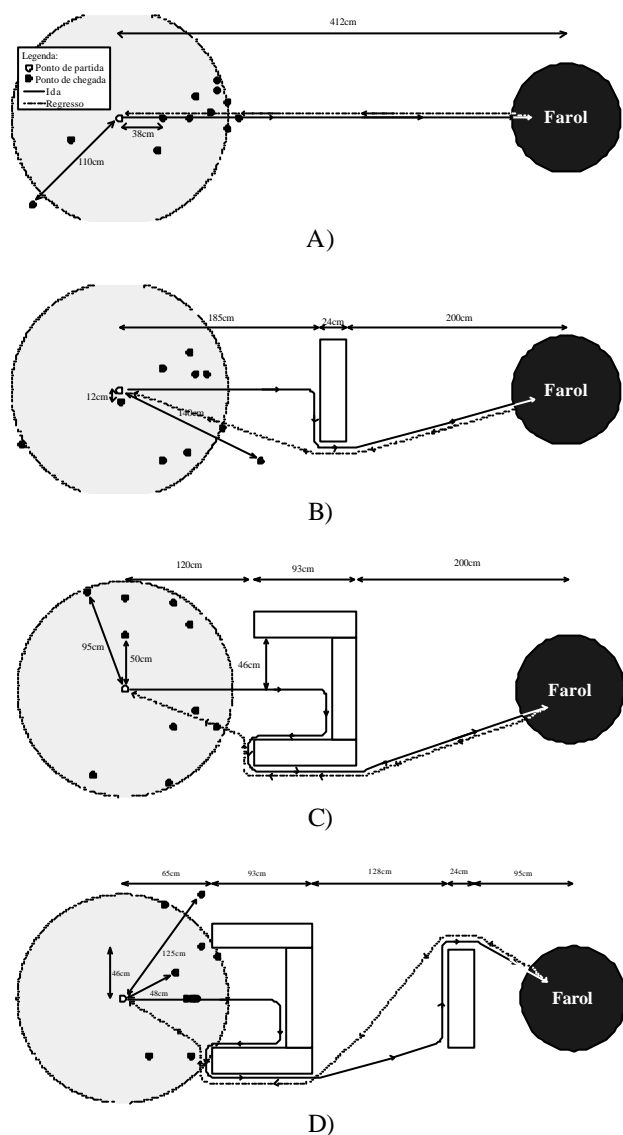 412cm
Legenda:
Ponto de partida
Ponto de chegada
Ida
Regresso
Farol
38cm
110cm
A)
185cm
24cm
200cm
12cm
140cm
Farol
B)
120cm
93cm
200cm
95cm
50cm
46cm
Farol
C)
65cm
93cm
128cm
24cm
95cm
125cm
46cm
48cm
Farol
D)